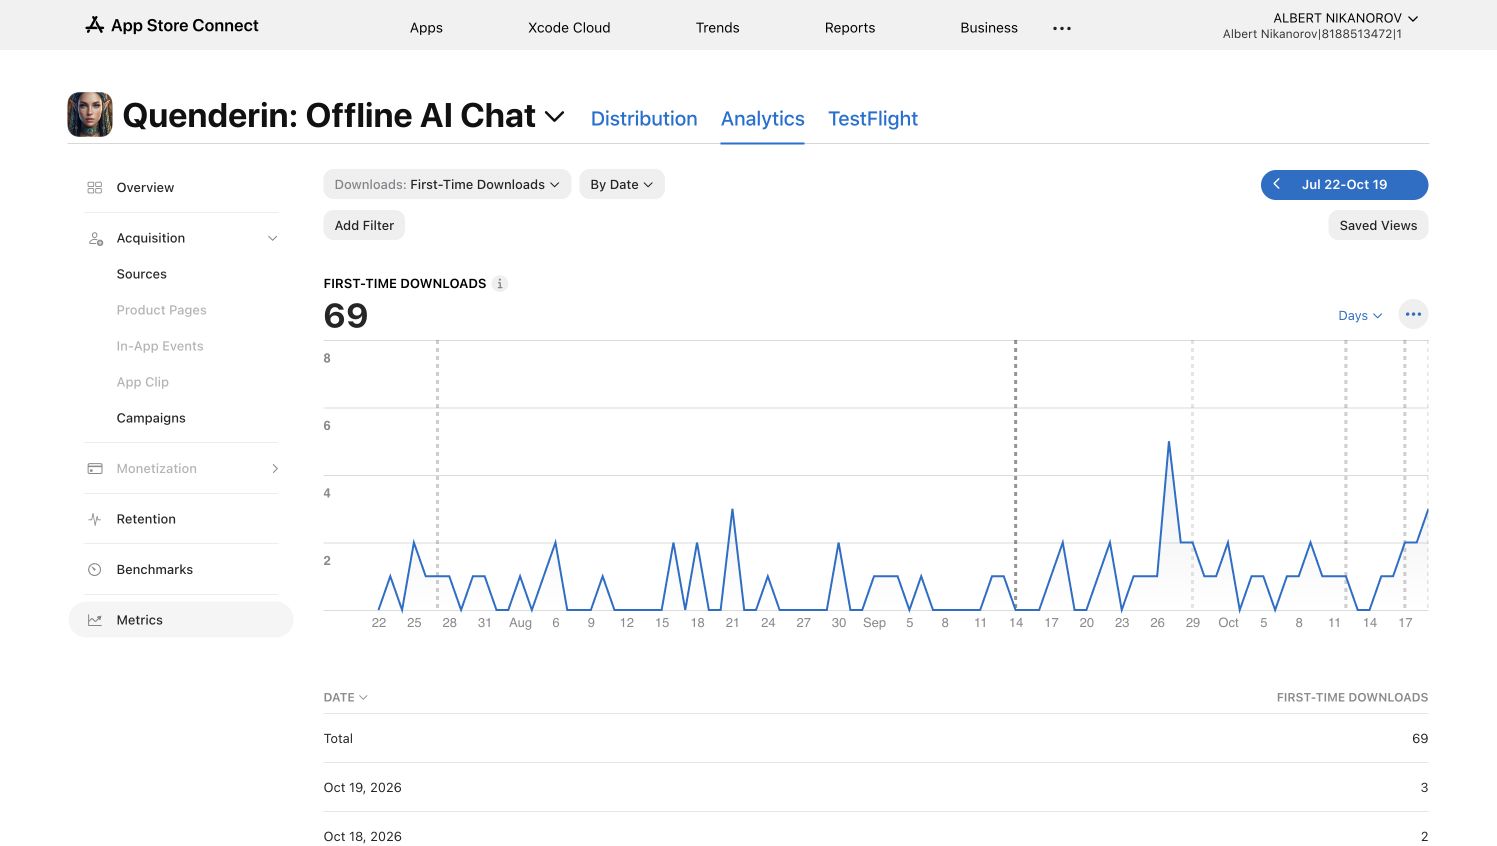 App Store Connect
Apps
Xcode Cloud
Trends
Reports
Business
ALBERT NIKANOROV
Albert Nikanorov|8188513472|1
Quenderin: Offline AI Chat
Distribution
Analytics
TestFlight
Overview
Acquisition
Sources
Product Pages
In-App Events
App Clip
Campaigns
Monetization
Retention
Benchmarks
Metrics
Downloads: First-Time Downloads
By Date
Jul 22-Oct 19
Add Filter
Saved Views
FIRST-TIME DOWNLOADS i
69
Days
8
6
4
2
22 25 28 31 Aug 6 9 12 15 18 21 24 27 30 Sep 5 8 11 14 17 20 23 26 29 Oct 5 8 11 14 17
DATE FIRST-TIME DOWNLOADS
Total 69
Oct 19, 2026 3
Oct 18, 2026 2